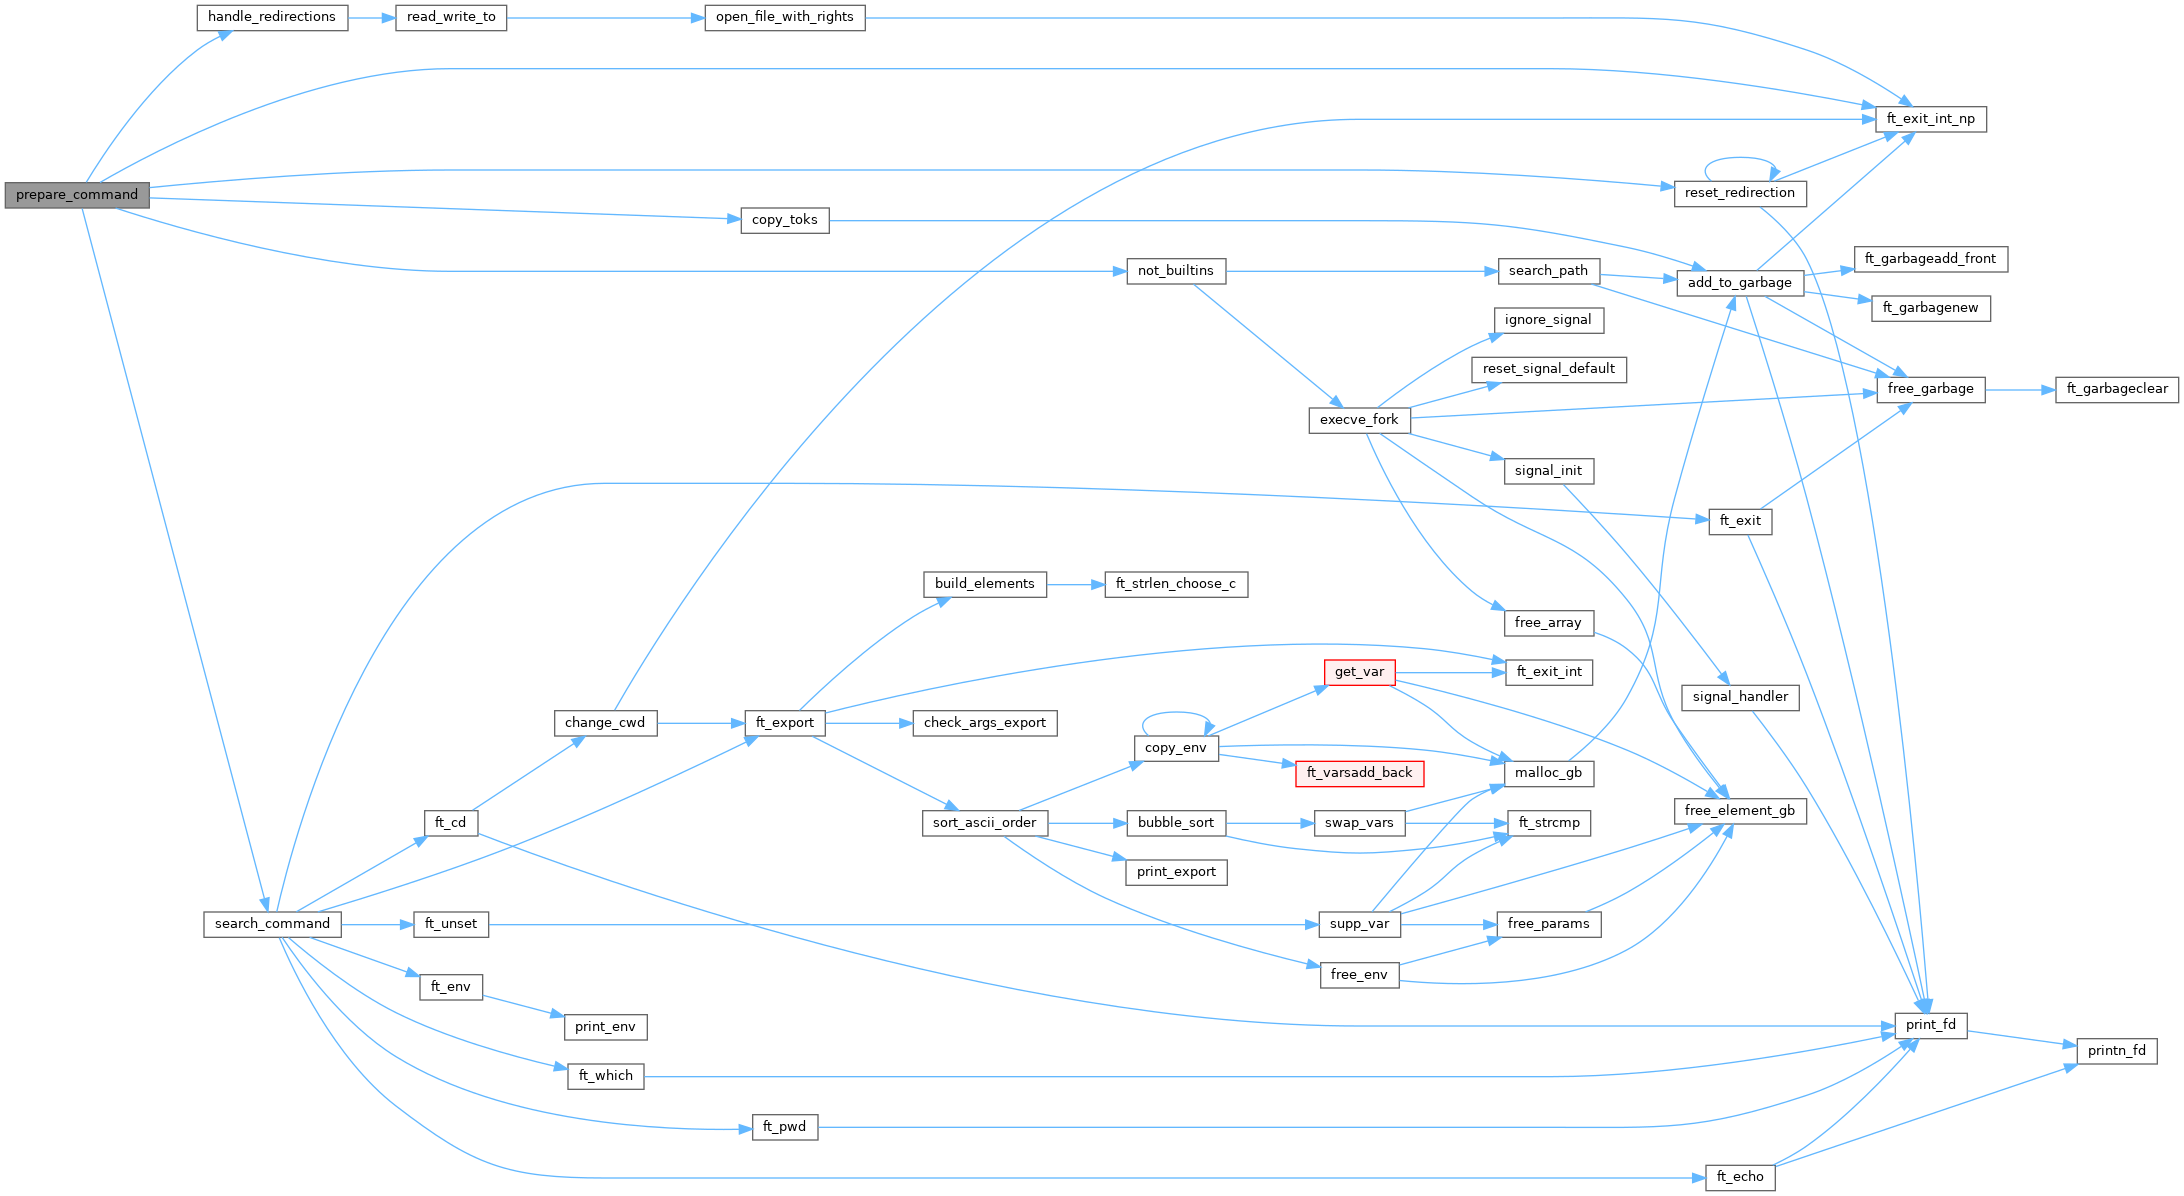 handle_redirections
read_write_to
open_file_with_rights
ft_exit_int_np
prepare_command
reset_redirection
copy_toks
ft_garbageadd_front
not_builtins
search_path
add_to_garbage
ft_garbagenew
ignore_signal
reset_signal_default
free_garbage
ft_garbageclear
execve_fork
signal_init
ft_exit
build_elements
ft_strlen_choose_c
free_array
get_var
ft_exit_int
signal_handler
change_cwd
ft_export
check_args_export
copy_env
ft_varsadd_back
malloc_gb
free_element_gb
ft_cd
sort_ascii_order
bubble_sort
swap_vars
ft_strcmp
print_export
search_command
ft_unset
supp_var
free_params
free_env
ft_env
print_env
print_fd
printn_fd
ft_which
ft_pwd
ft_echo